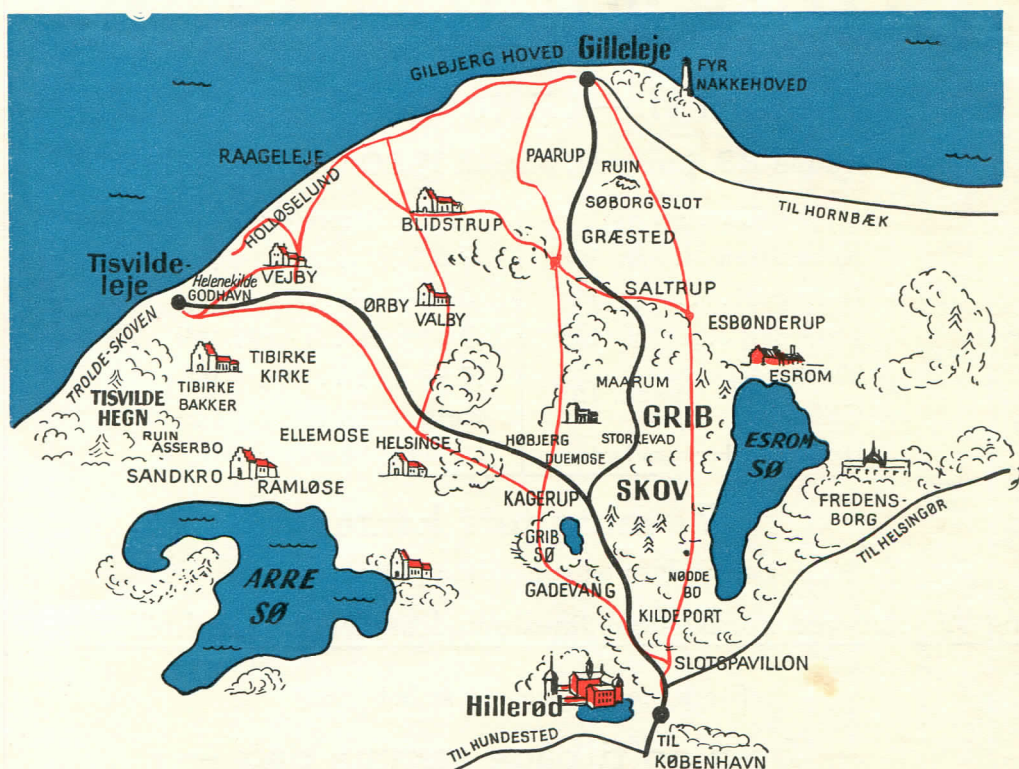 GILBJERG HOVED
Gilleleje
FYR
NAKKEHOVED
RAAGELEJE
PAARUP
RUIN
SØBORG SLOT
TIL HORNBÆK
HOLLØSELUND
BLIDSTRUP
GRÆSTED
Tisvilde-
leje
Helenekilde
GODHAVN
VEJBY
ØRBY
VALBY
SALTRUP
ESBØNDERUP
TROLDE-SKOVEN
TIBIRKE
KIRKE
TIBIRKE
BAKKER
MAARUM
ESROM
TISVILDE
HEGN
RUIN
ASSERBO
ELLEMOSE
HELSINGE
HØBJERG
STORKEVAD
GRIB
SKOV
ESROM
SØ
DUEMOSE
SANDKRO
RAMLØSE
KAGERUP
FREDENS-
BORG
TIL HELSINGØR
GRIB
SØ
ARRE
SØ
GADEVANG
NØDDE
BO
KILDEPORT
SLOTSPAVILLON
Hillerød
TIL HUNDESTED
TIL
KØBENHAVN